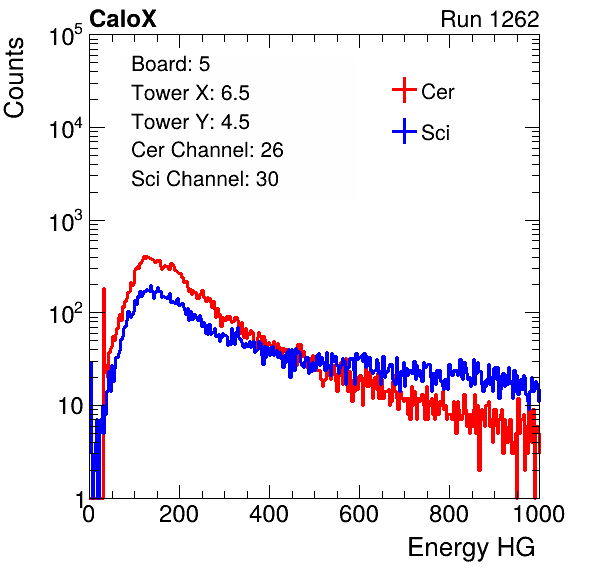 CaloX Run 1262
Counts
10^5
10^4
10^3
10^2
10
1
Board: 5
Tower X: 6.5
Tower Y: 4.5
Cer Channel: 26
Sci Channel: 30
Cer
Sci
0 200 400 600 800 1000
Energy HG